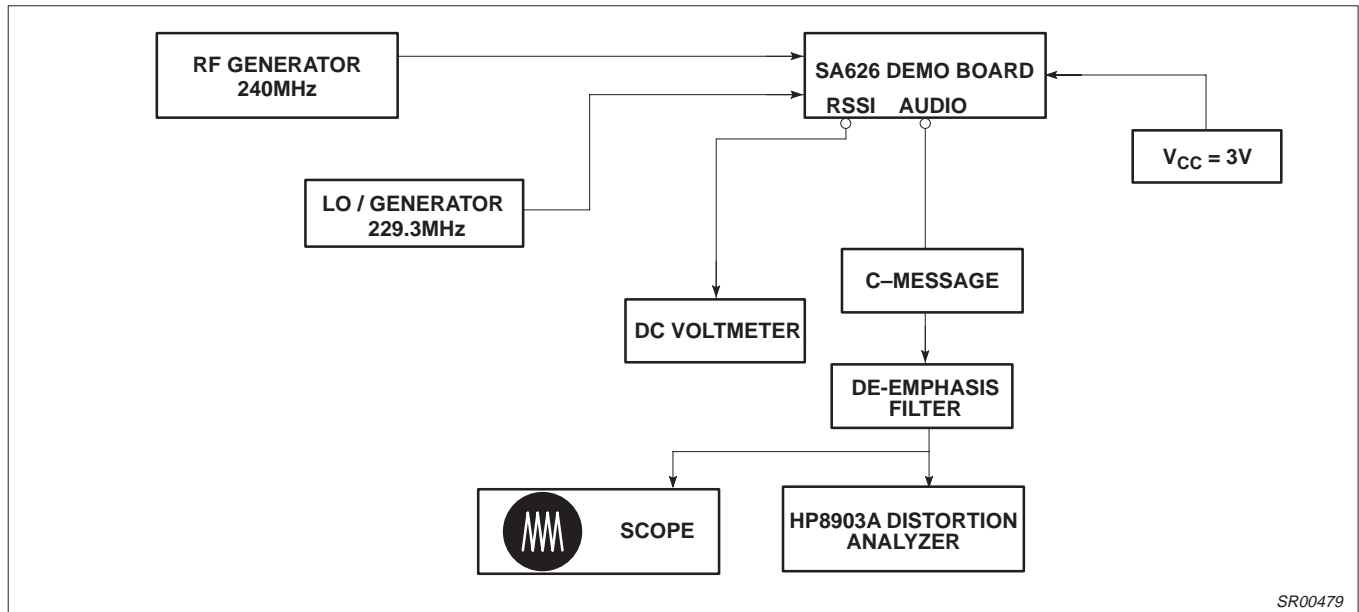 RF GENERATOR
240MHz
SA626 DEMO BOARD
RSSI AUDIO
VCC = 3V
LO / GENERATOR
229.3MHz
C–MESSAGE
DC VOLTMETER
DE-EMPHASIS
FILTER
SCOPE
HP8903A DISTORTION
ANALYZER
SR00479